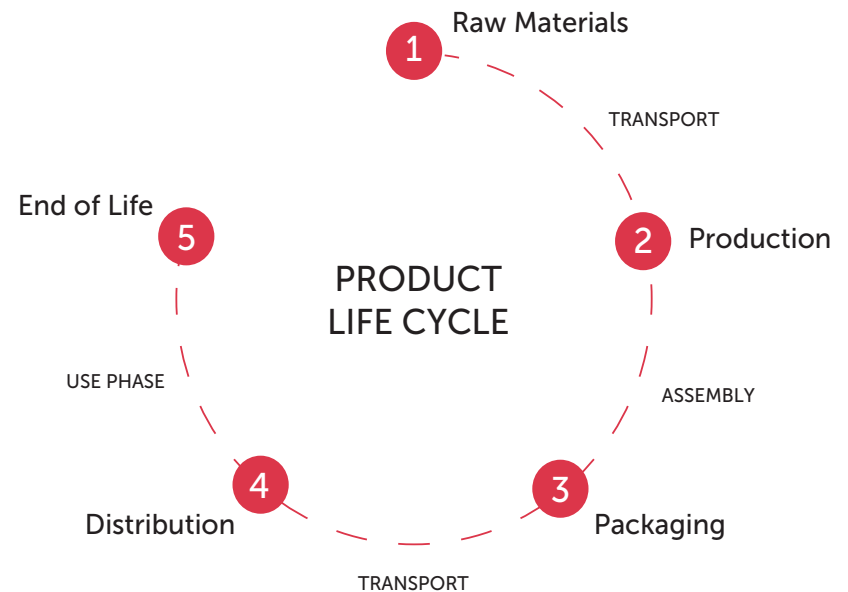 1
Raw Materials
TRANSPORT
2
Production
ASSEMBLY
3
Packaging
TRANSPORT
4
Distribution
USE PHASE
5
End of Life
PRODUCT
LIFE CYCLE